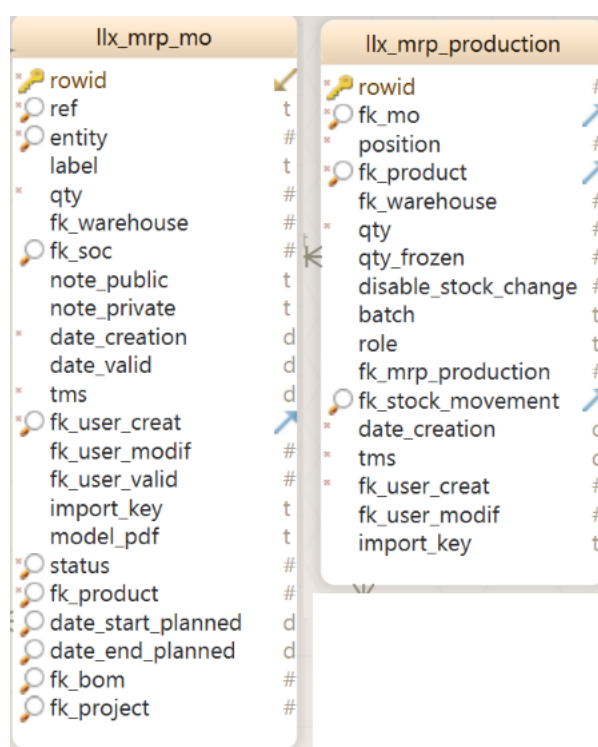 llx_mrp_mo
rowid
ref t
entity #
label t
qty #
fk_warehouse #
fk_soc #
note_public t
note_private t
date_creation d
date_valid d
tms d
fk_user_creat
fk_user_modif #
fk_user_valid #
import_key t
model_pdf t
status #
fk_product #
date_start_planned d
date_end_planned d
fk_bom #
fk_project #
llx_mrp_production
rowid #
fk_mo
position #
fk_product
fk_warehouse #
qty #
qty_frozen #
disable_stock_change #
batch t
role t
fk_mrp_production #
fk_stock_movement
date_creation d
tms d
fk_user_creat #
fk_user_modif #
import_key t